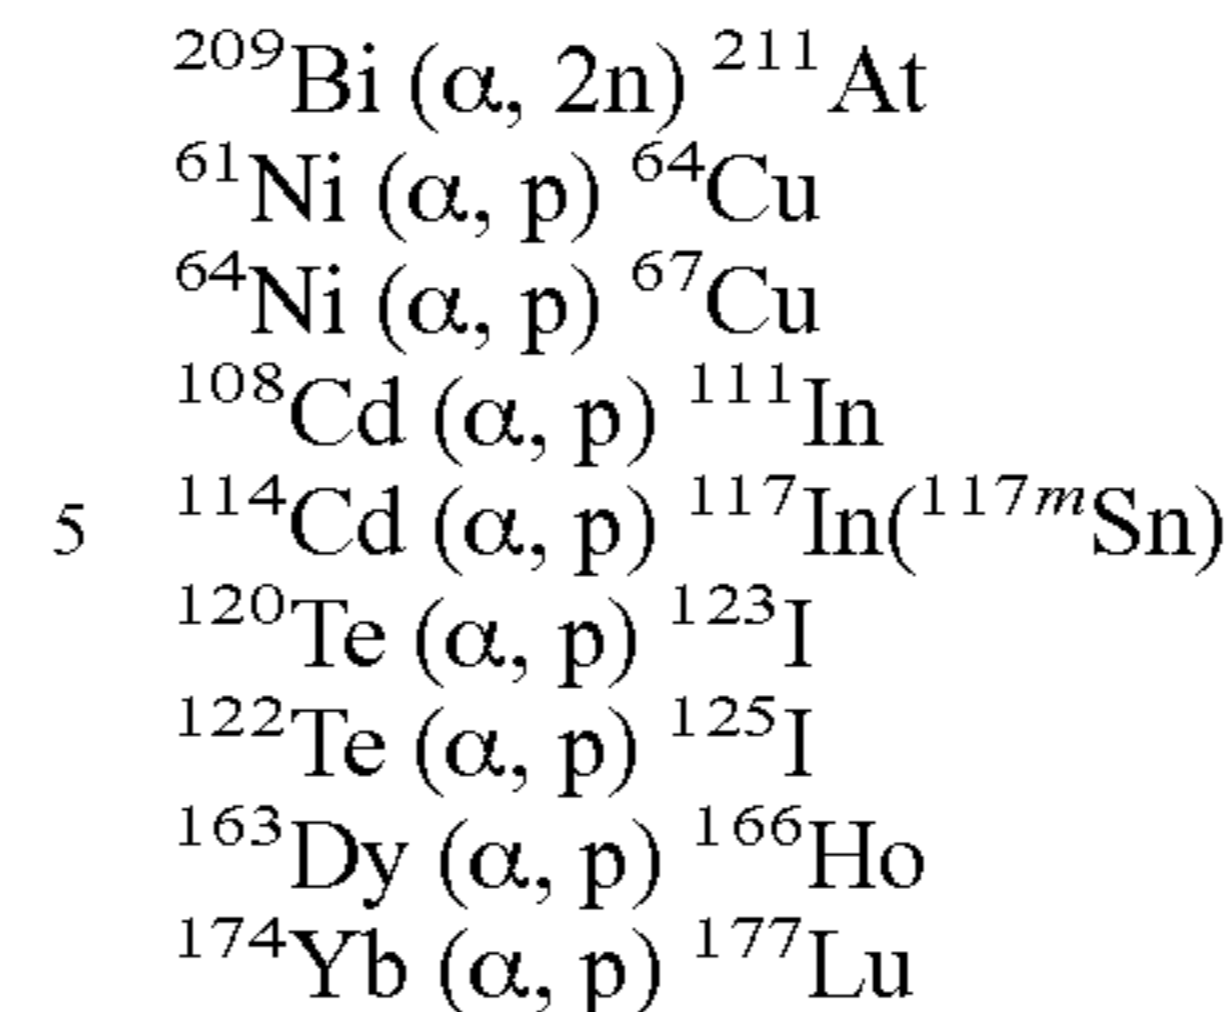 ²⁰⁹Bi (α, 2n) ²¹¹At
⁶¹Ni (α, p) ⁶⁴Cu
⁶⁴Ni (α, p) ⁶⁷Cu
¹⁰⁸Cd (α, p) ¹¹¹In
5 ¹¹⁴Cd (α, p) ¹¹⁷In(¹¹⁷ᵐSn)
¹²⁰Te (α, p) ¹²³I
¹²²Te (α, p) ¹²⁵I
¹⁶³Dy (α, p) ¹⁶⁶Ho
¹⁷⁴Yb (α, p) ¹⁷⁷Lu